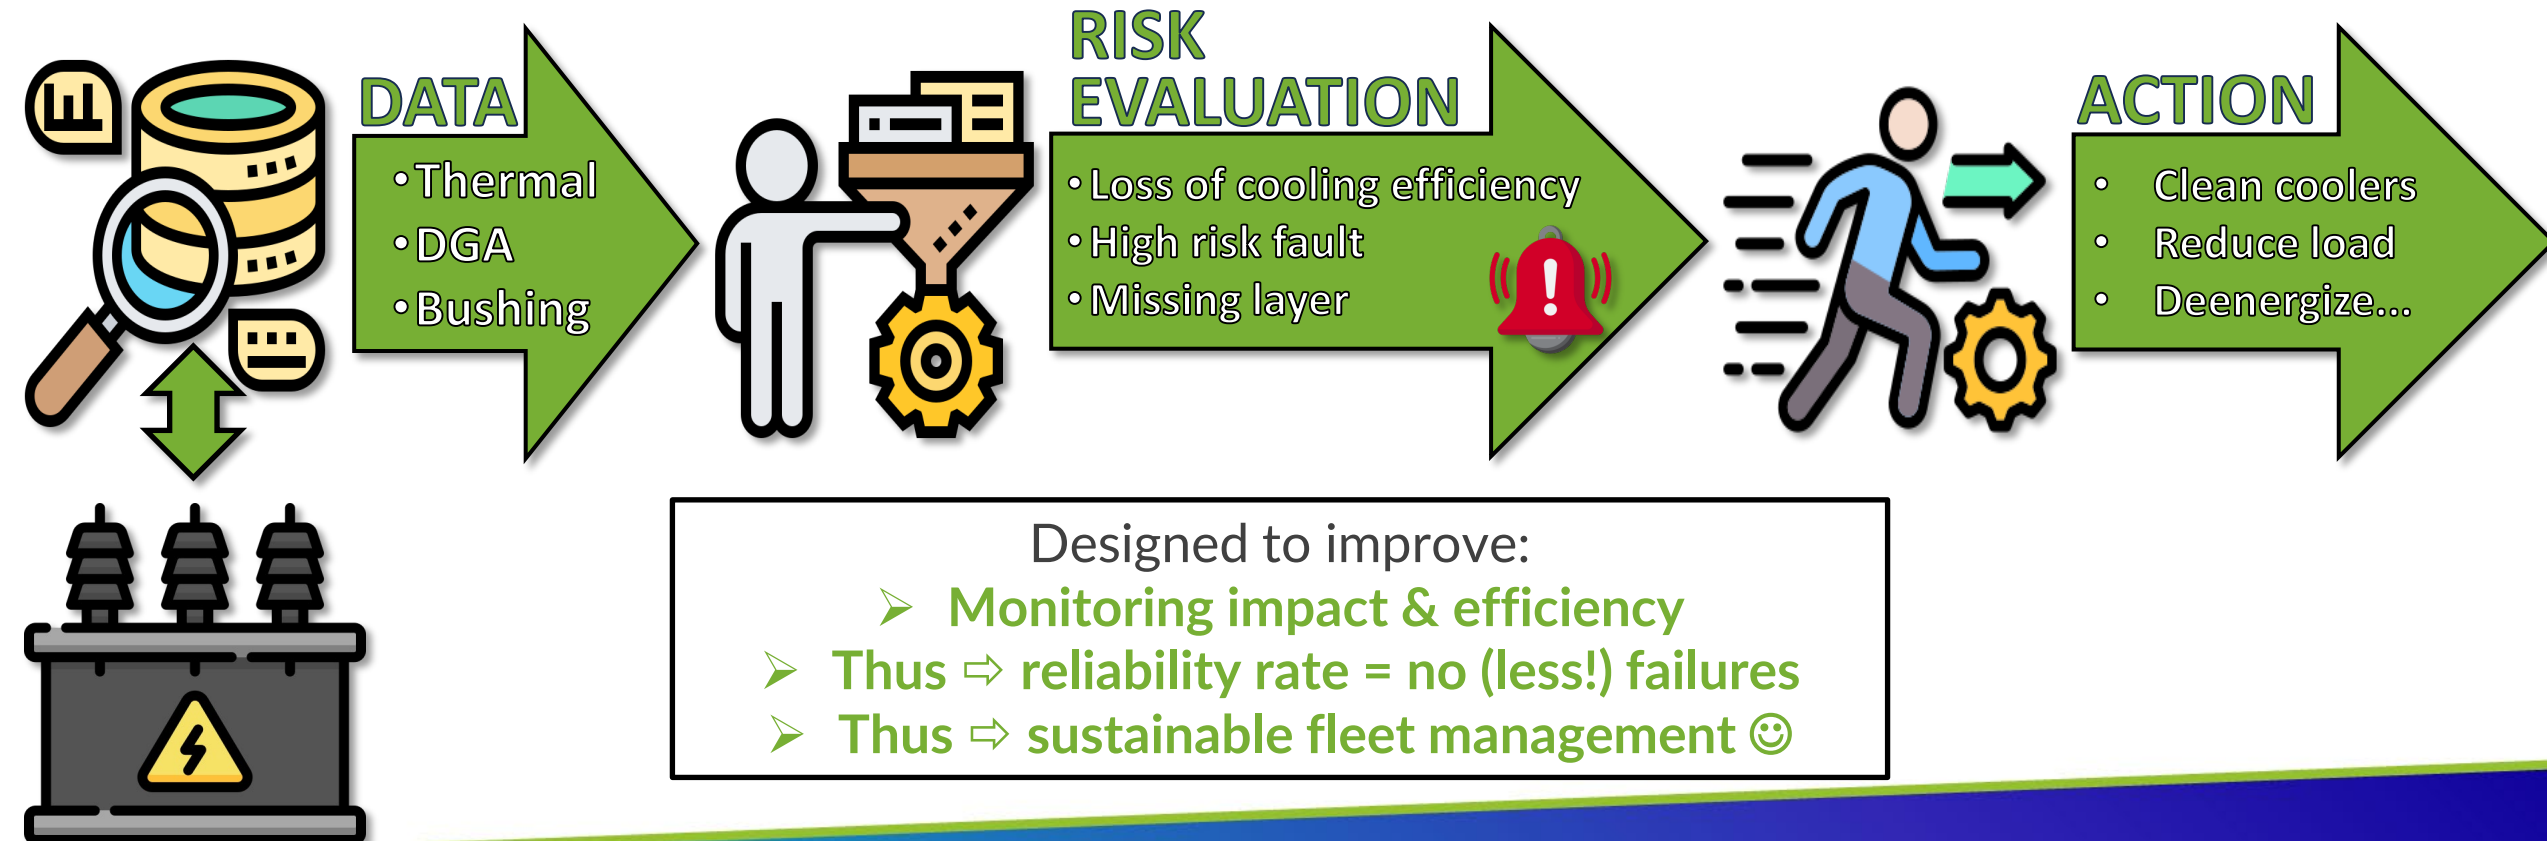 DATA
•Thermal
•DGA
•Bushing
RISK
EVALUATION
• Loss of cooling efficiency
• High risk fault
• Missing layer
ACTION
• Clean coolers
• Reduce load
• Deenergize...
Designed to improve:
➢ Monitoring impact & efficiency
➢ Thus ⇨ reliability rate = no (less!) failures
➢ Thus ⇨ sustainable fleet management ☺